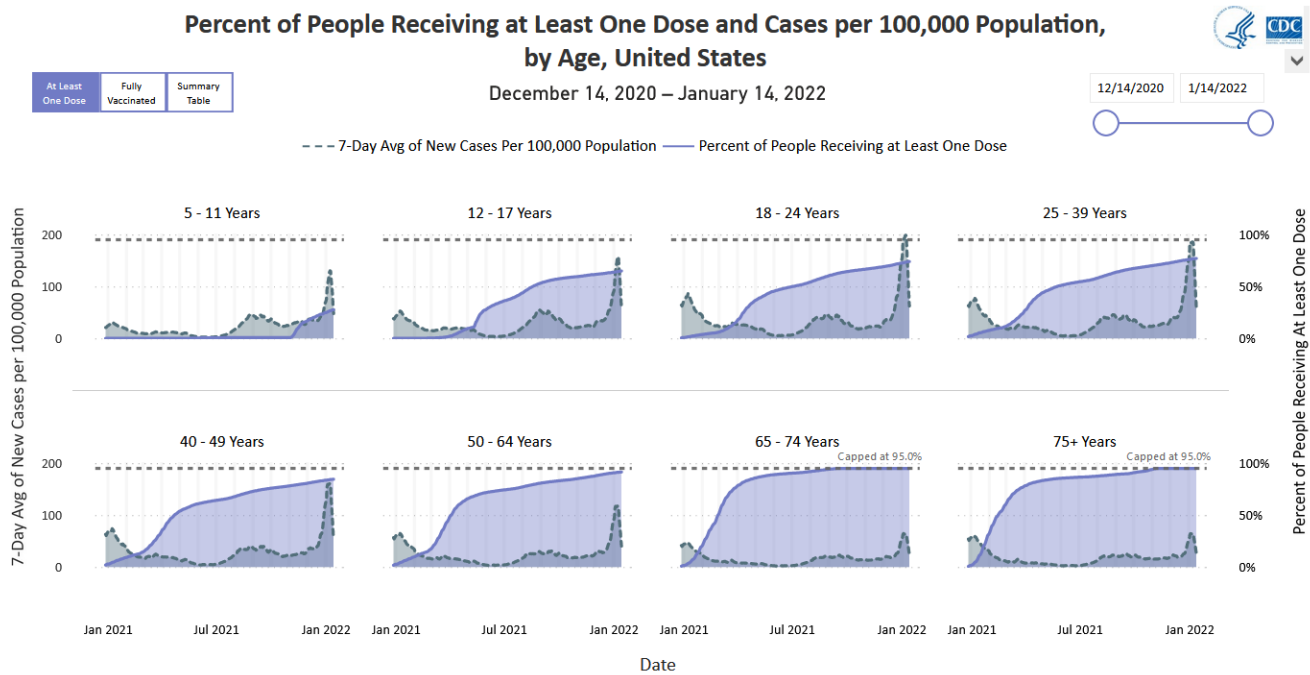 Percent of People Receiving at Least One Dose and Cases per 100,000 Population,
by Age, United States
December 14, 2020 – January 14, 2022
CDC
At Least
One Dose
Fully
Vaccinated
Summary
Table
12/14/2020
1/14/2022
7-Day Avg of New Cases Per 100,000 Population
Percent of People Receiving at Least One Dose
7-Day Avg of New Cases per 100,000 Population
Percent of People Receiving At Least One Dose
5 - 11 Years
12 - 17 Years
18 - 24 Years
25 - 39 Years
200
100
0
100%
50%
0%
40 - 49 Years
50 - 64 Years
65 - 74 Years
75+ Years
Capped at 95.0%
Capped at 95.0%
200
100
0
100%
50%
0%
Jan 2021
Jul 2021
Jan 2022
Jan 2021
Jul 2021
Jan 2022
Jan 2021
Jul 2021
Jan 2022
Jan 2021
Jul 2021
Jan 2022
Date